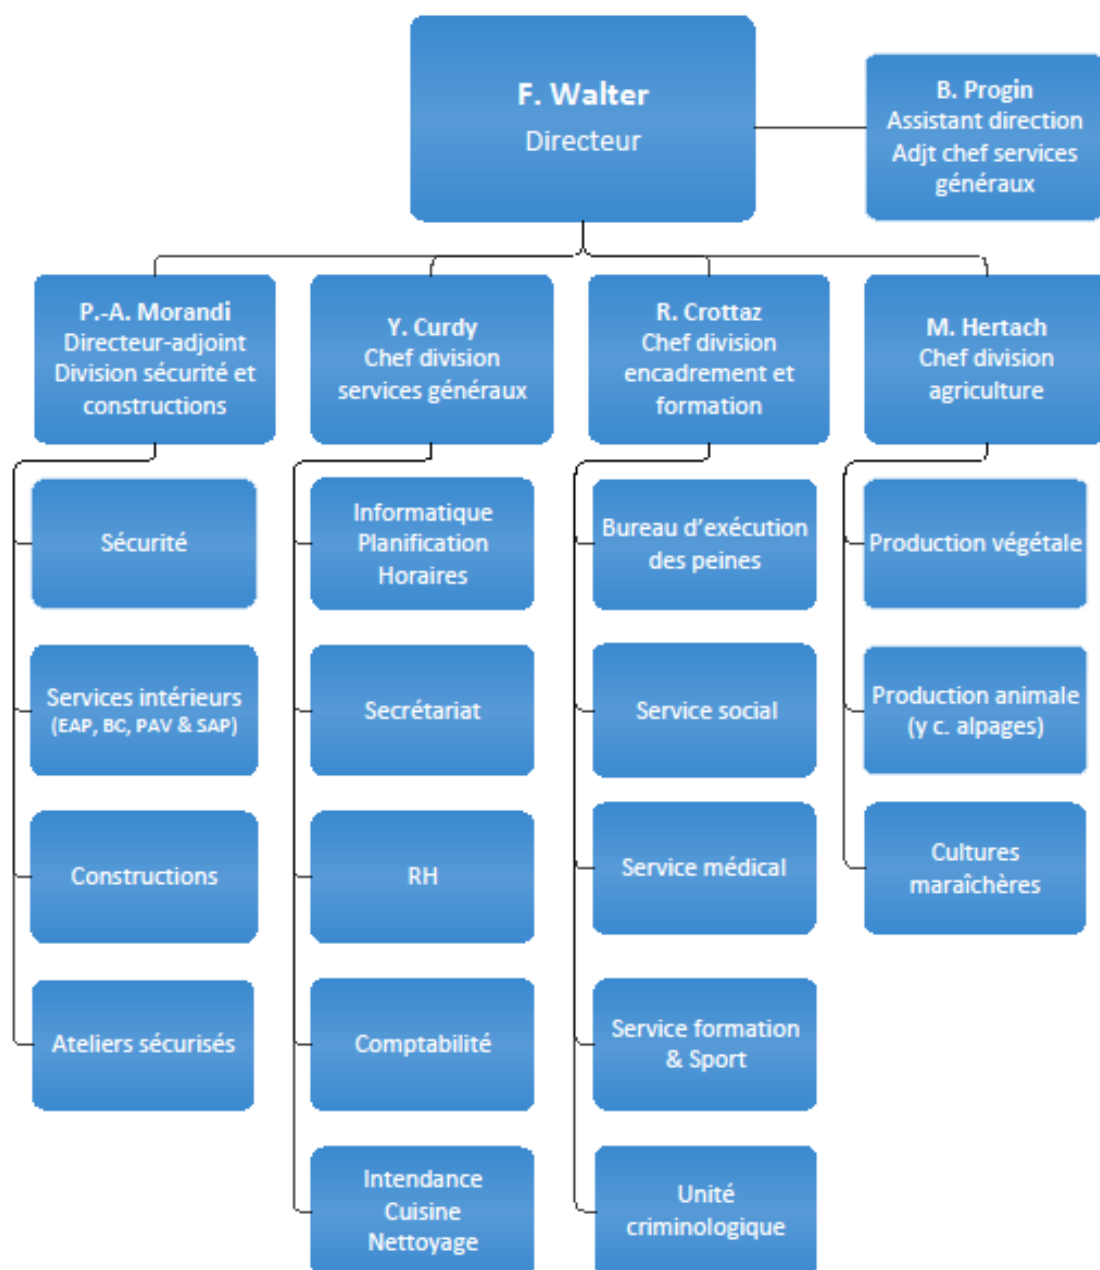 F. Walter
Directeur
B. Progin
Assistant direction
Adjt chef services
généraux
P.-A. Morandi
Directeur-adjoint
Division sécurité et
constructions
Y. Curdy
Chef division
services généraux
R. Crottaz
Chef division
encadrement et
formation
M. Hertach
Chef division
agriculture
Sécurité
Services intérieurs
(EAP, BC, PAV & SAP)
Constructions
Ateliers sécurisés
Informatique
Planification
Horaires
Secrétariat
RH
Comptabilité
Intendance
Cuisine
Nettoyage
Bureau d'exécution
des peines
Service social
Service médical
Service formation
& Sport
Unité
criminologique
Production végétale
Production animale
(y c. alpages)
Cultures
maraîchères